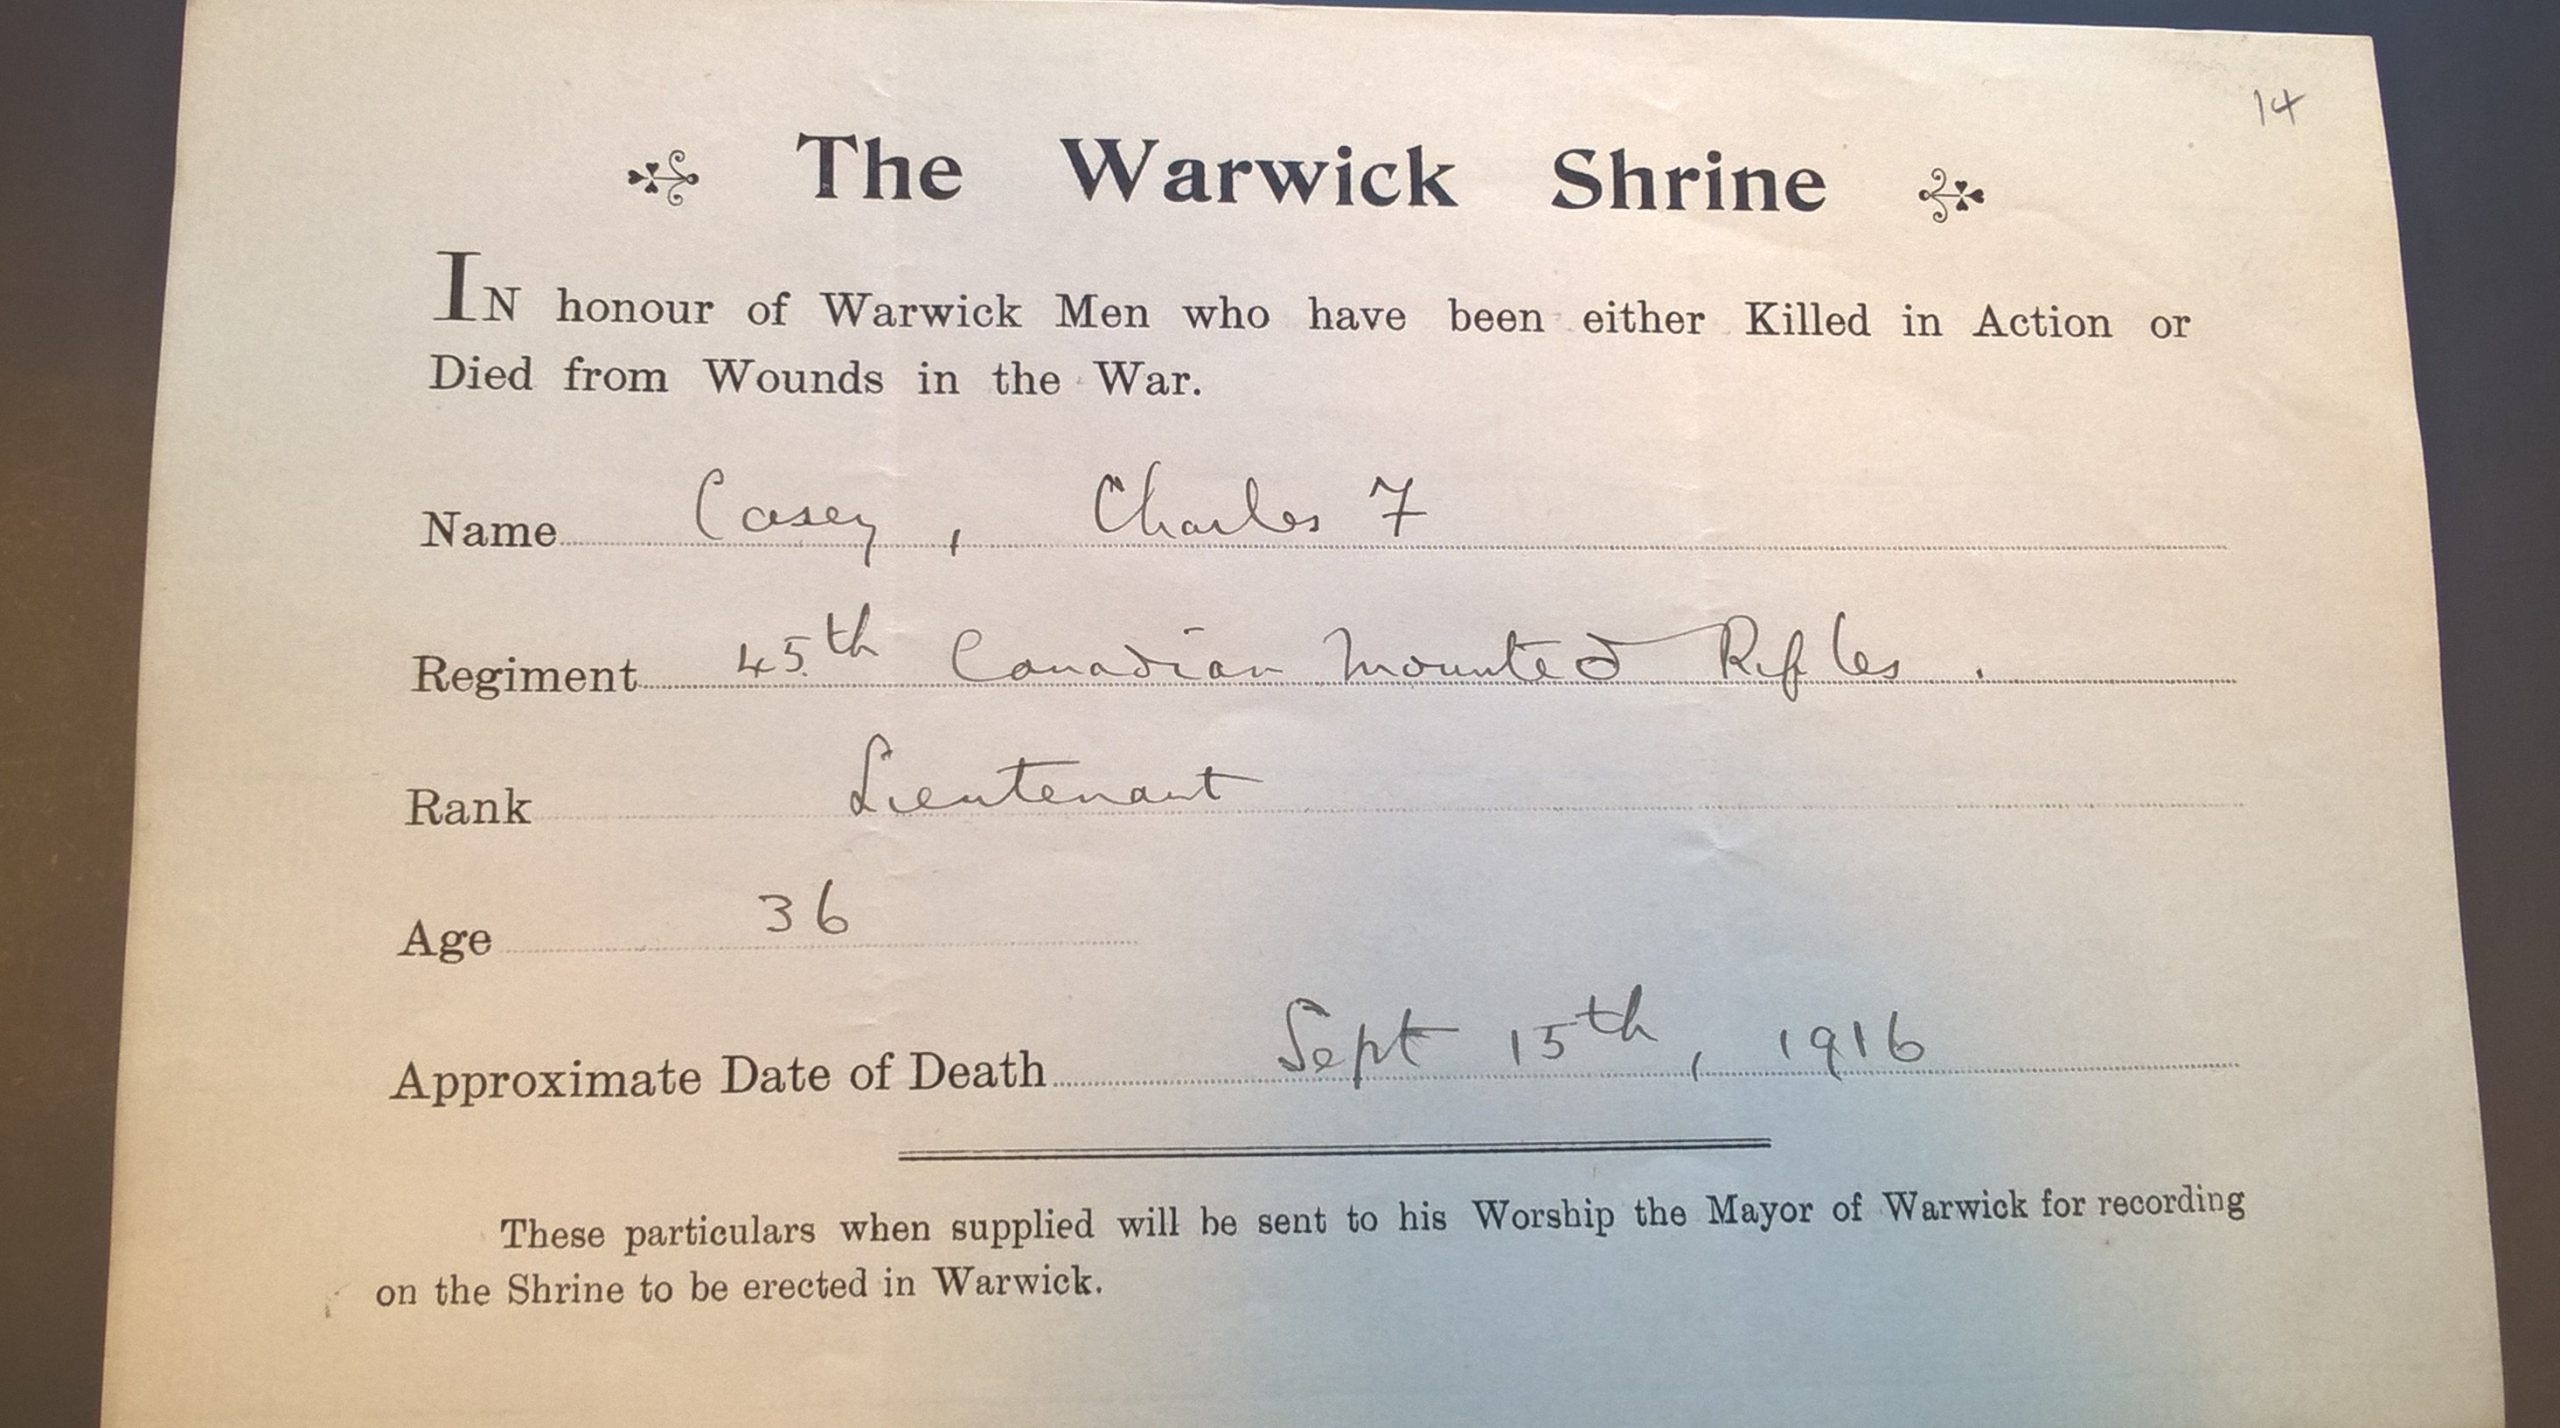 14
The Warwick Shrine
IN honour of Warwick Men who have been either Killed in Action or
Died from Wounds in the War.
Name Casey, Charles F
Regiment 45th Canadian Mounted Rifles.
Rank Lieutenant
Age 36
Approximate Date of Death Sept 15th, 1916
These particulars when supplied will be sent to his Worship the Mayor of Warwick for recording
on the Shrine to be erected in Warwick.